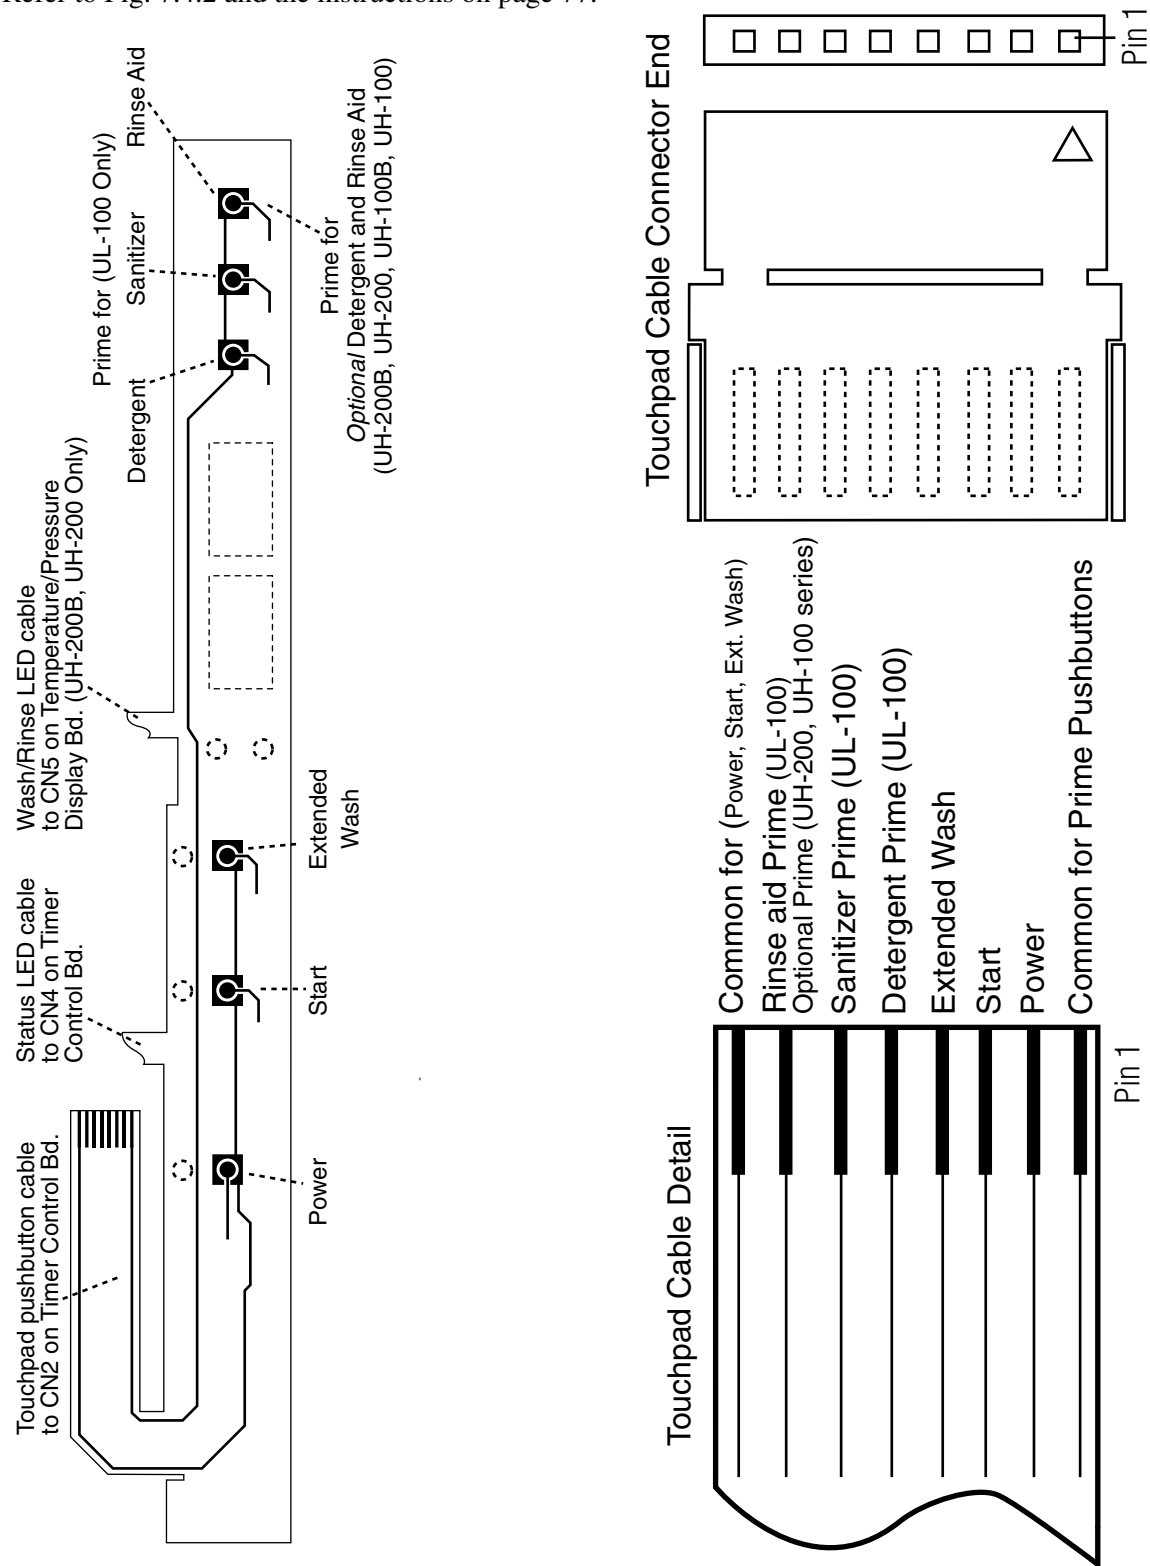 Refer to Fig. 7.4.2 and the instructions on page 77.
Touchpad pushbutton cable
to CN2 on Timer Control Bd.
Status LED cable
to CN4 on Timer
Control Bd.
Wash/Rinse LED cable
to CN5 on Temperature/Pressure
Display Bd. (UH-200B, UH-200 Only)
Prime for (UL-100 Only)
Detergent
Sanitizer
Rinse Aid
Power
Start
Extended
Wash
Prime for
Optional Detergent and Rinse Aid
(UH-200B, UH-200, UH-100B, UH-100)
Touchpad Cable Detail
Common for (Power, Start, Ext. Wash)
Rinse aid Prime (UL-100)
Optional Prime (UH-200, UH-100 series)
Sanitizer Prime (UL-100)
Detergent Prime (UL-100)
Extended Wash
Start
Power
Common for Prime Pushbuttons
Pin 1
Touchpad Cable Connector End
Pin 1